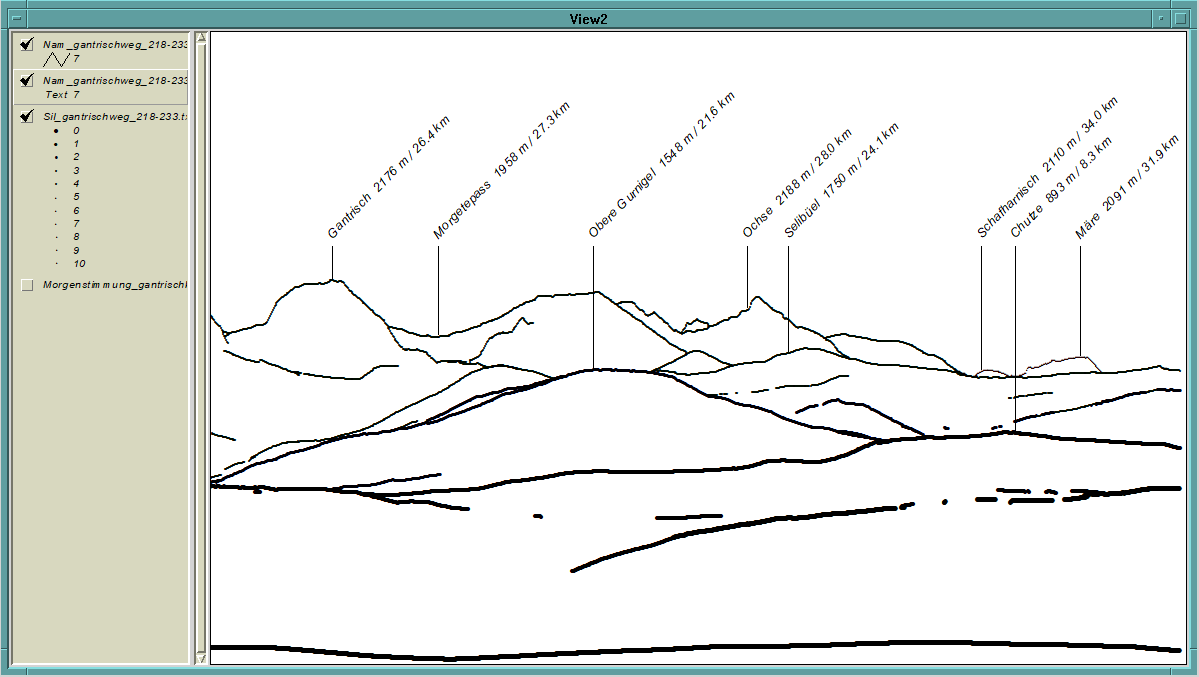 View2
Nam_gantrischweg_218-233
7
Nam_gantrischweg_218-233
Text 7
Sil_gantrischweg_218-233.tx
0
1
2
3
4
5
6
7
8
9
10
Morgenstimmung_gantrischk
Gantrisch 2176 m / 26.4 km
Morgetepass 1958 m / 27.3 km
Obere Gurnigel 1548 m / 21.6 km
Ochse 2188 m / 28.0 km
Selibüel 1750 m / 24.1 km
Schafharnisch 2110 m / 34.0 km
Chutze 893 m / 8.3 km
Märe 2091 m / 31.9 km